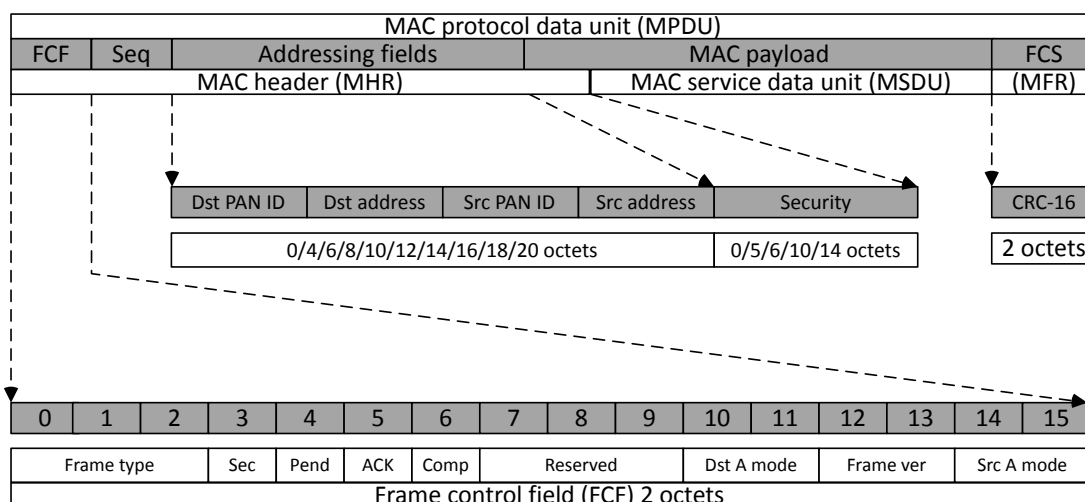 MAC protocol data unit (MPDU)
FCF Seq Addressing fields MAC payload FCS
MAC header (MHR) MAC service data unit (MSDU) (MFR)
Dst PAN ID Dst address Src PAN ID Src address Security CRC-16
0/4/6/8/10/12/14/16/18/20 octets 0/5/6/10/14 octets 2 octets
0 1 2 3 4 5 6 7 8 9 10 11 12 13 14 15
Frame type Sec Pend ACK Comp Reserved Dst A mode Frame ver Src A mode
Frame control field (FCF) 2 octets